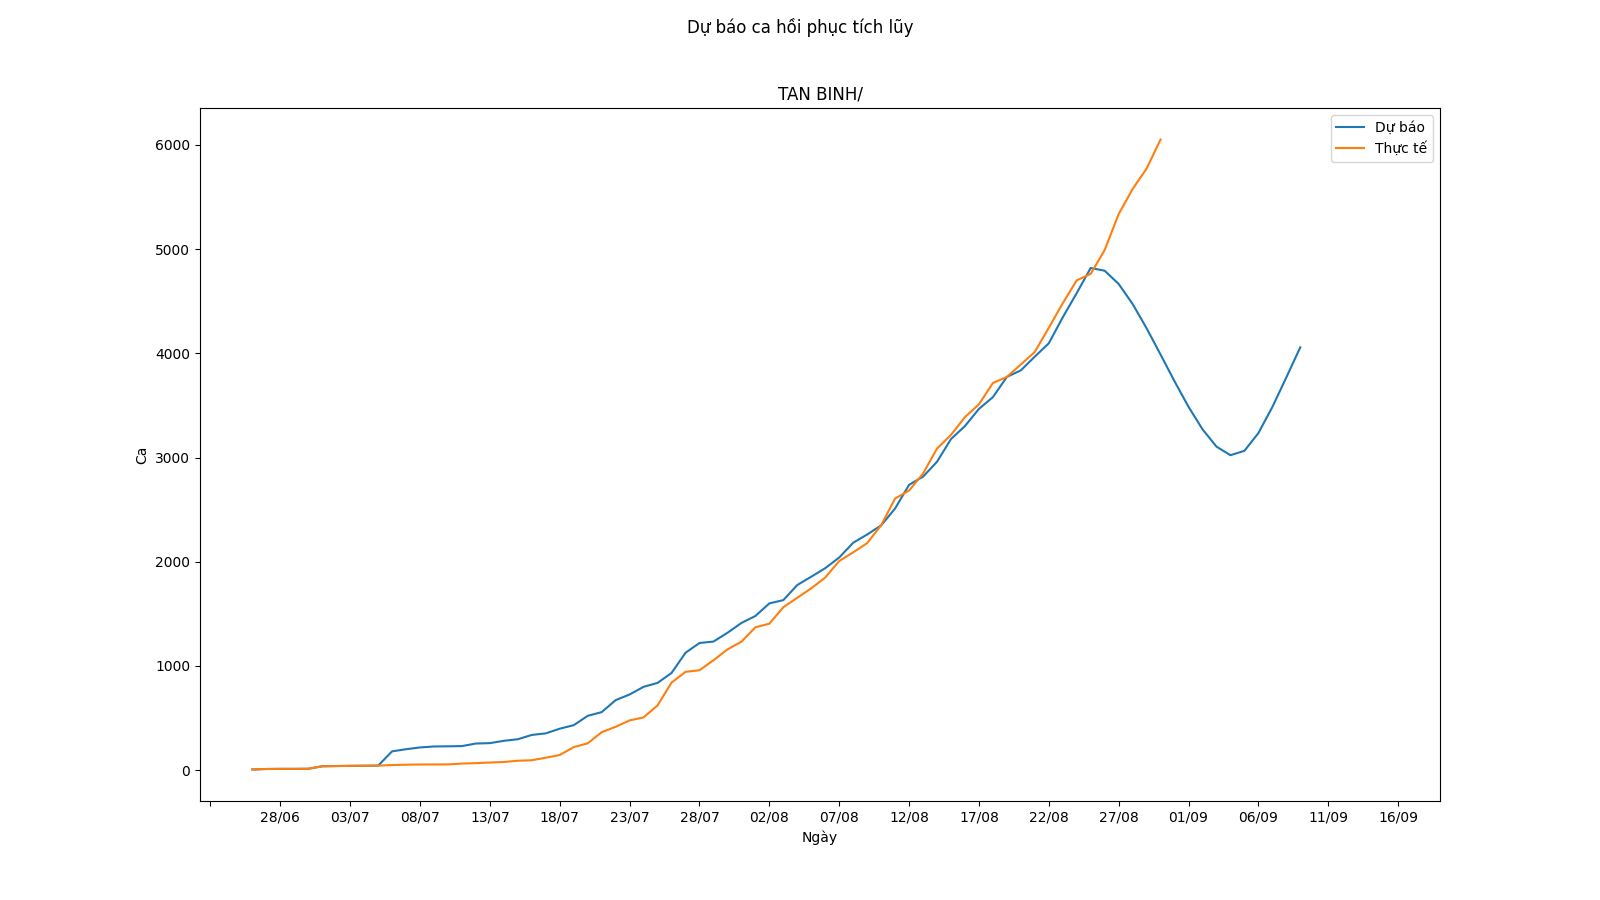 Dự báo ca hồi phục tích lũy
TAN BINH/
Dự báo
Thực tế
6000
5000
4000
3000
2000
1000
0
Ca
28/06 03/07 08/07 13/07 18/07 23/07 28/07 02/08 07/08 12/08 17/08 22/08 27/08 01/09 06/09 11/09 16/09
Ngày